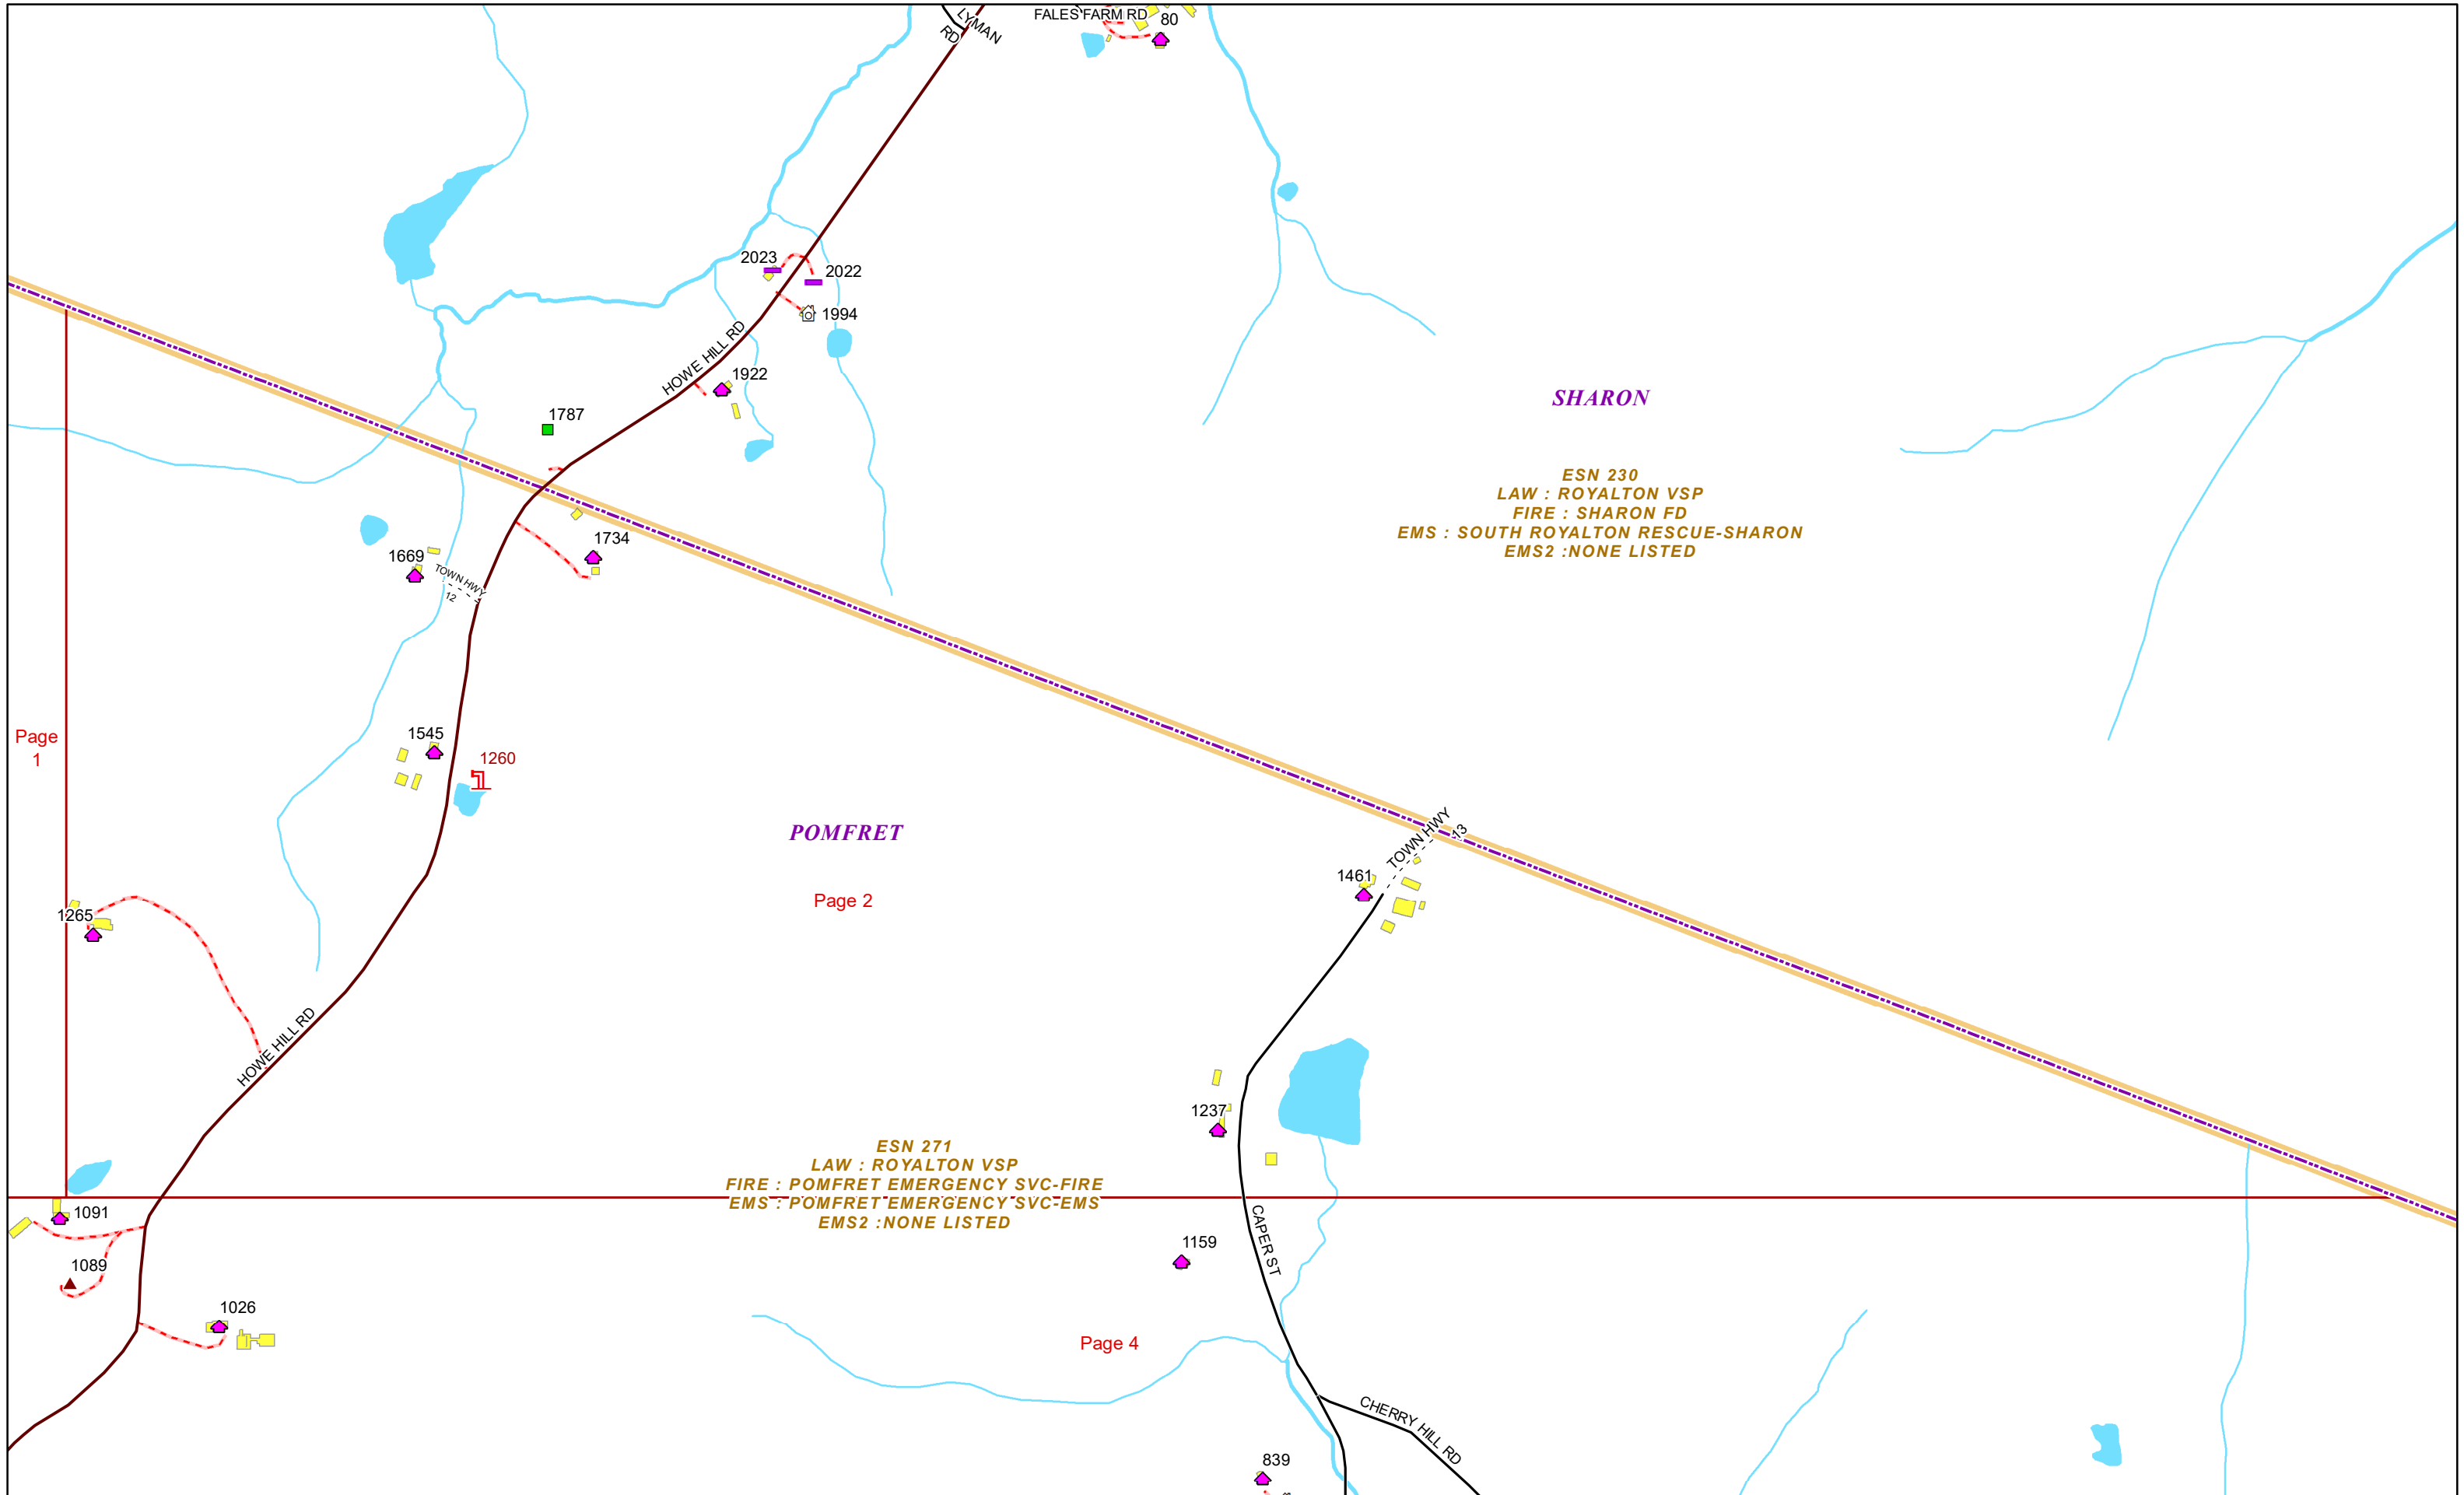 LYMAN
RD
FALES FARM RD
80
2023
2022
1994
HOWE HILL RD
1922
1787
SHARON
ESN 230
LAW : ROYALTON VSP
FIRE : SHARON FD
EMS : SOUTH ROYALTON RESCUE-SHARON
EMS2 :NONE LISTED
1734
1669
TOWN HWY
12
Page
1
1545
1260
POMFRET
Page 2
TOWN HWY
13
1461
1265
HOWE HILL RD
1237
ESN 271
LAW : ROYALTON VSP
FIRE : POMFRET EMERGENCY SVC-FIRE
EMS : POMFRET EMERGENCY SVC-EMS
EMS2 :NONE LISTED
1091
CAPER ST
1159
1089
1026
Page 4
CHERRY HILL RD
839